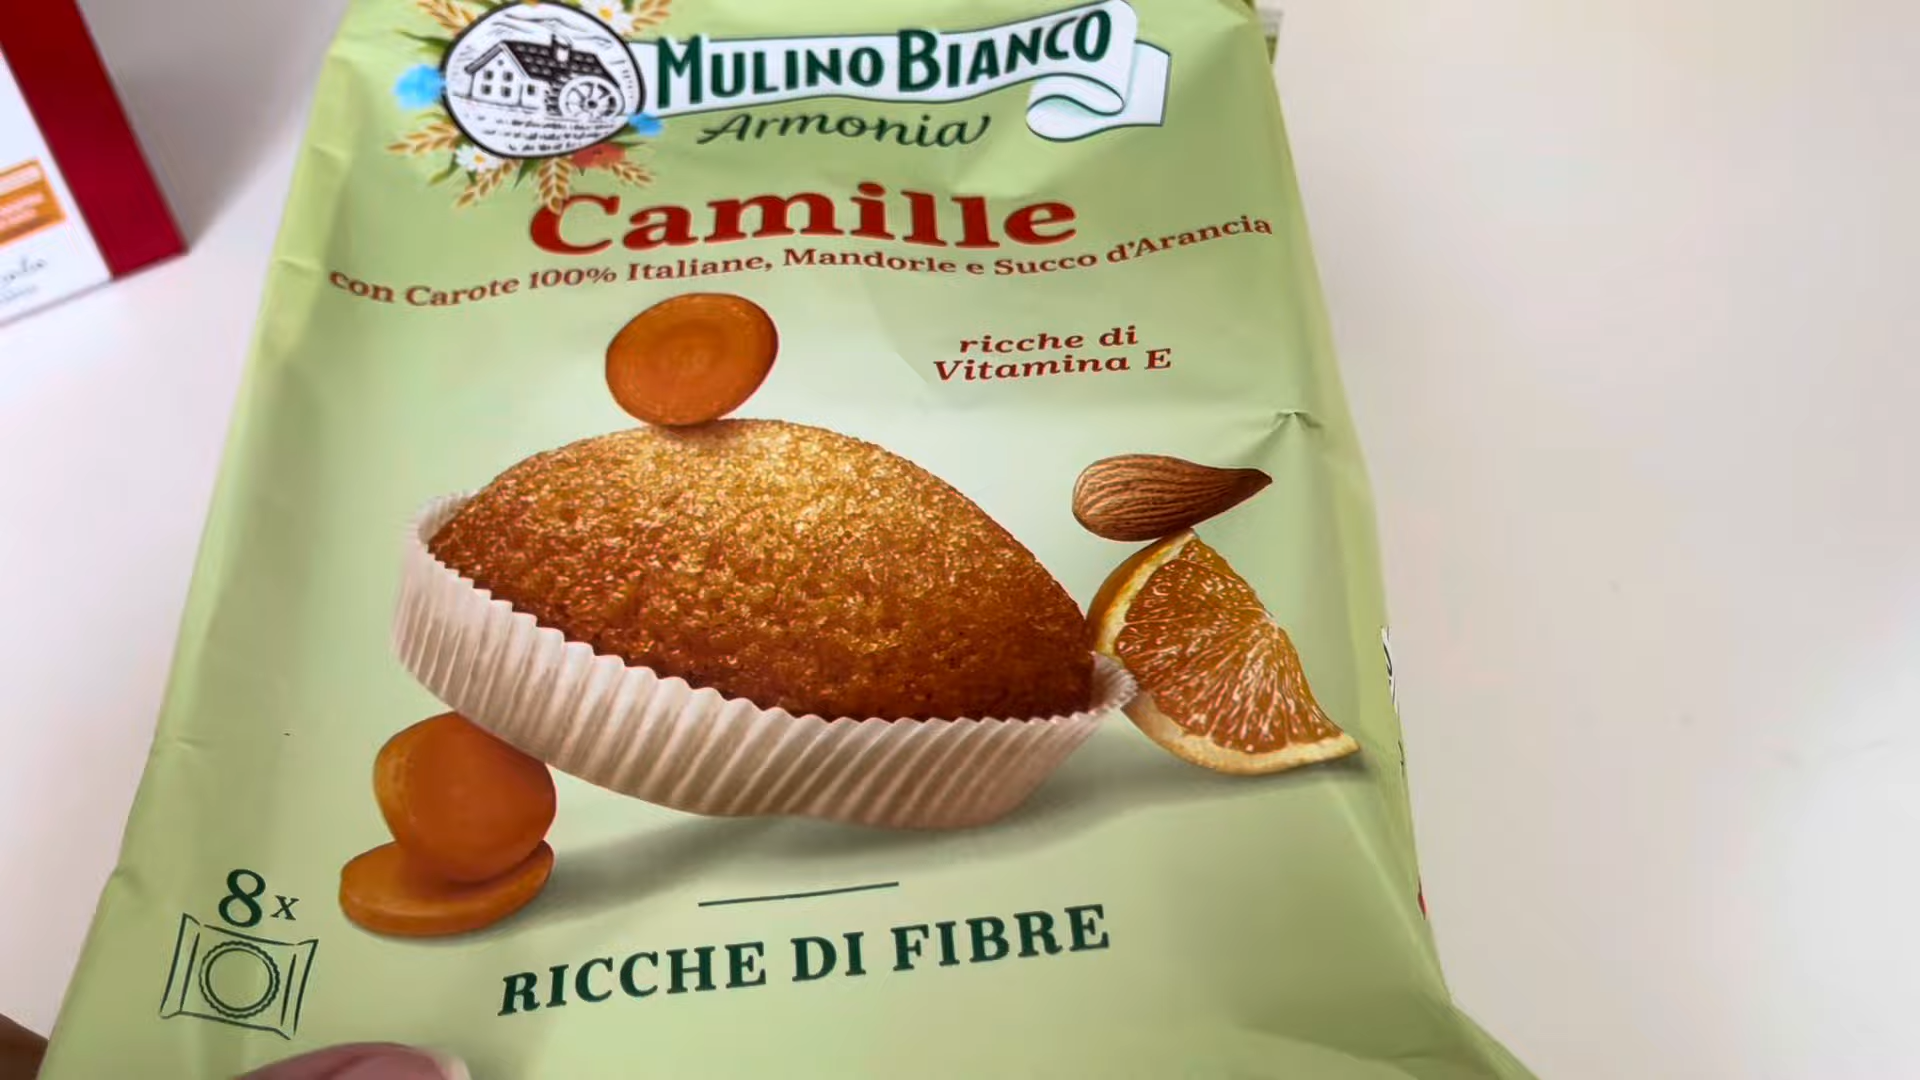 MULINO BIANCO
Armonia
Camille
con Carote 100% Italiane, Mandorle e Succo d'Arancia
ricche di
Vitamina E
8x
RICCHE DI FIBRE